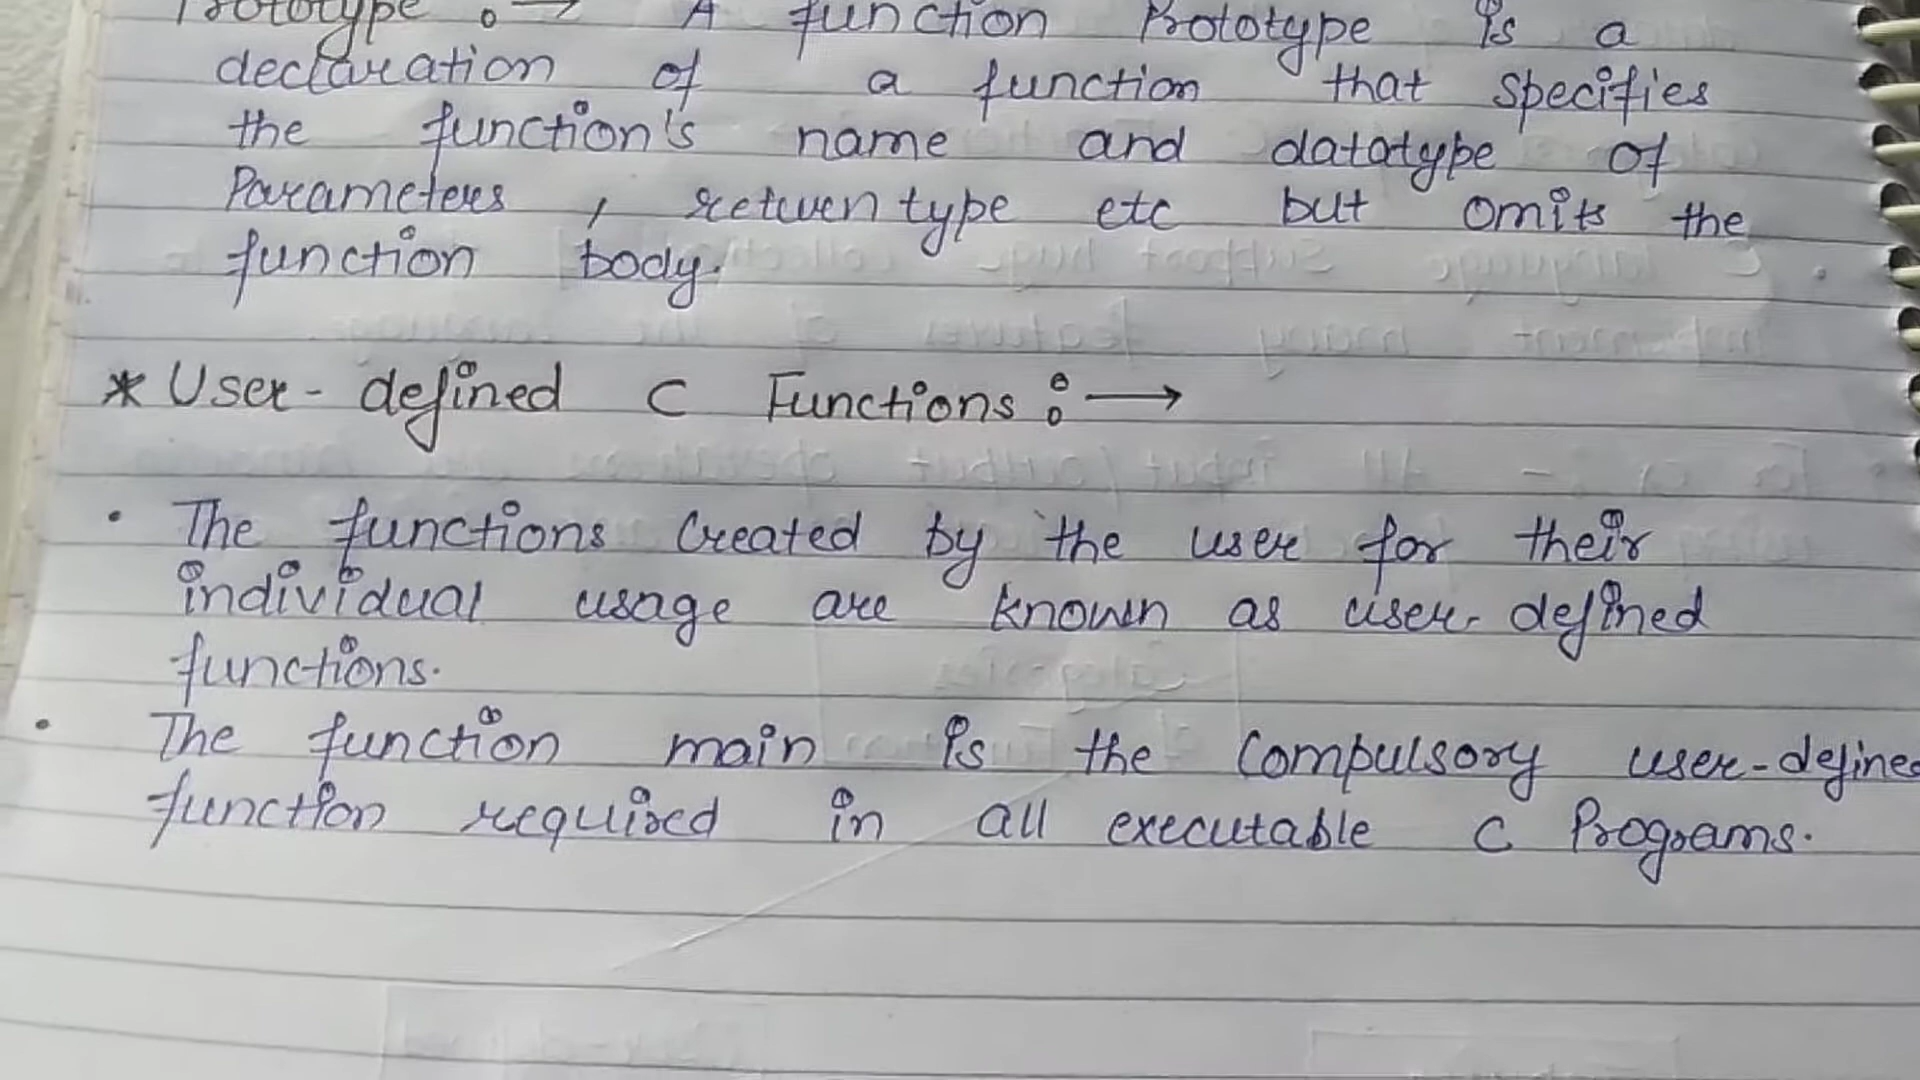 Prototype :→ A function Prototype is a
declaration of a function that specifies
the function's name and datatype of
Parameters , return type etc but omits the
function body.
* User-defined C Functions :→
• The functions Created by the user for their
individual usage are known as user-defined
functions.
• The function main is the Compulsory user-define
function required in all executable C Programs.